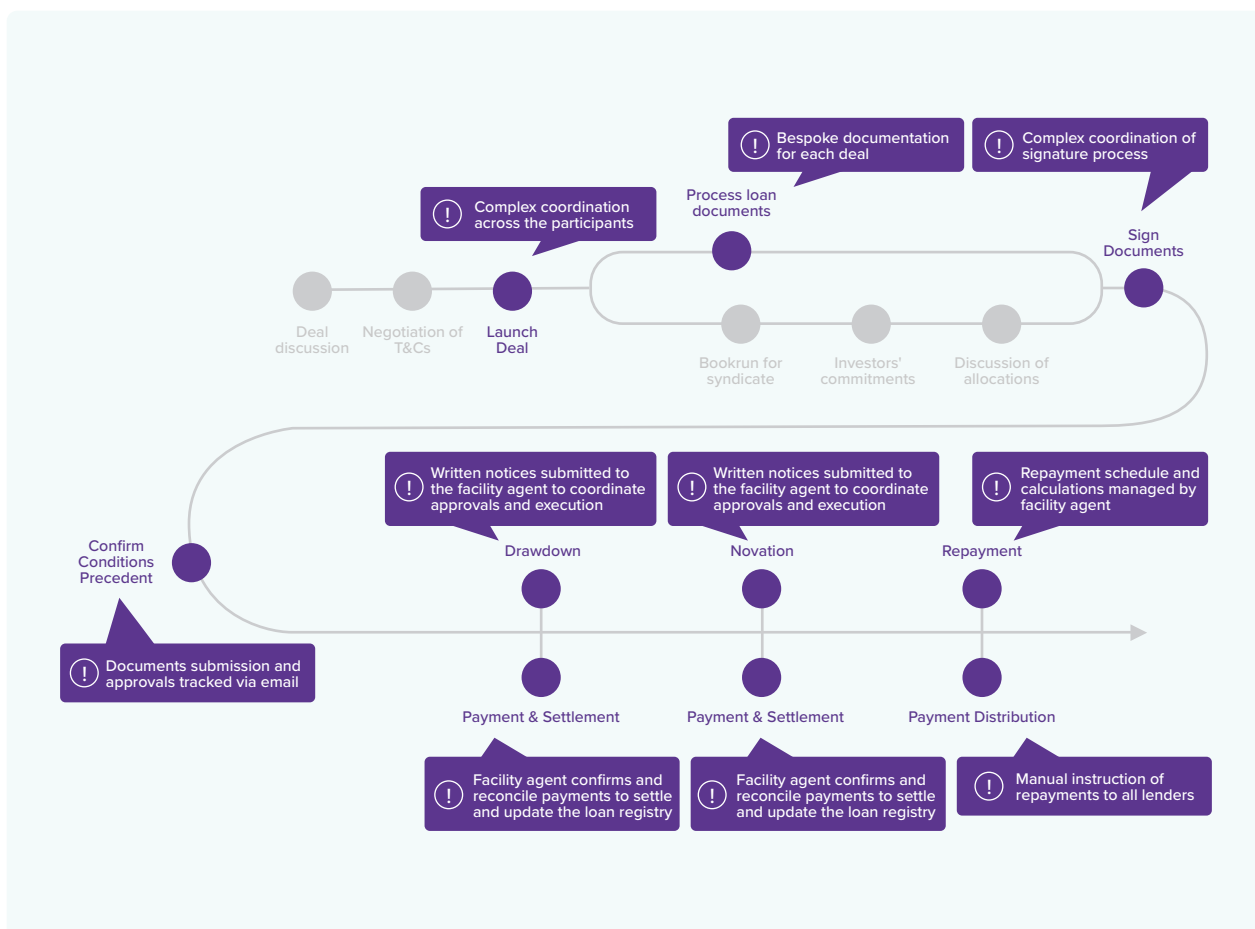 Bespoke documentation
for each deal
Complex coordination of
signature process
Process loan
documents
Complex coordination
across the participants
Sign
Documents
Deal
discussion
Negotiation of
T&Cs
Launch
Deal
Bookrun for
syndicate
Investors'
commitments
Discussion of
allocations
Written notices submitted to
the facility agent to coordinate
approvals and execution
Written notices submitted to
the facility agent to coordinate
approvals and execution
Repayment schedule and
calculations managed by
facility agent
Confirm
Conditions
Precedent
Drawdown
Novation
Repayment
Documents submission and
approvals tracked via email
Payment & Settlement
Payment & Settlement
Payment Distribution
Facility agent confirms and
reconcile payments to settle
and update the loan registry
Facility agent confirms and
reconcile payments to settle
and update the loan registry
Manual instruction of
repayments to all lenders